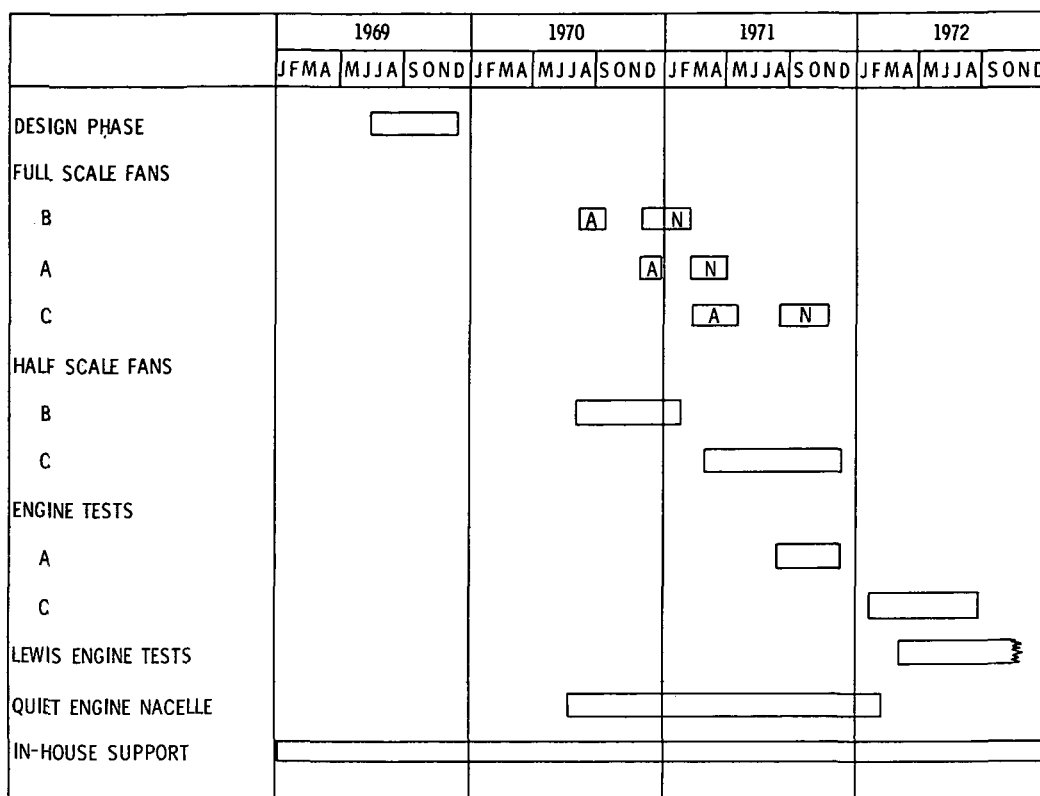 1969 1970 1971 1972
JFMA MJJA SOND JFMA MJJA SOND JFMA MJJA SOND JFMA MJJA SOND
DESIGN PHASE
FULL SCALE FANS
B A N
A A N
C A N
HALF SCALE FANS
B
C
ENGINE TESTS
A
C
LEWIS ENGINE TESTS
QUIET ENGINE NACELLE
IN-HOUSE SUPPORT